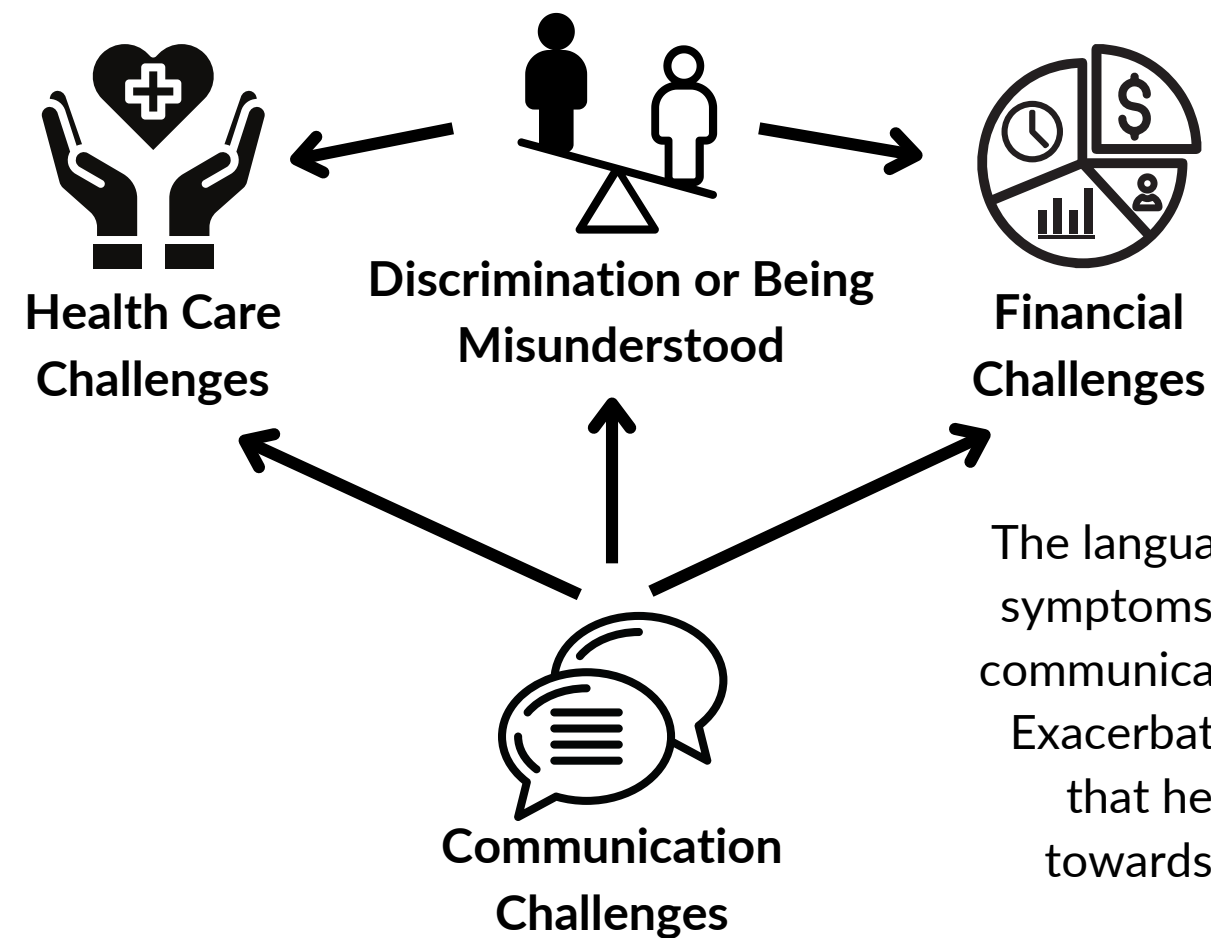 Health Care
Challenges
Discrimination or Being
Misunderstood
Financial
Challenges
$
The langua
symptoms
communica
Exacerbat
that he
towards
Communication
Challenges